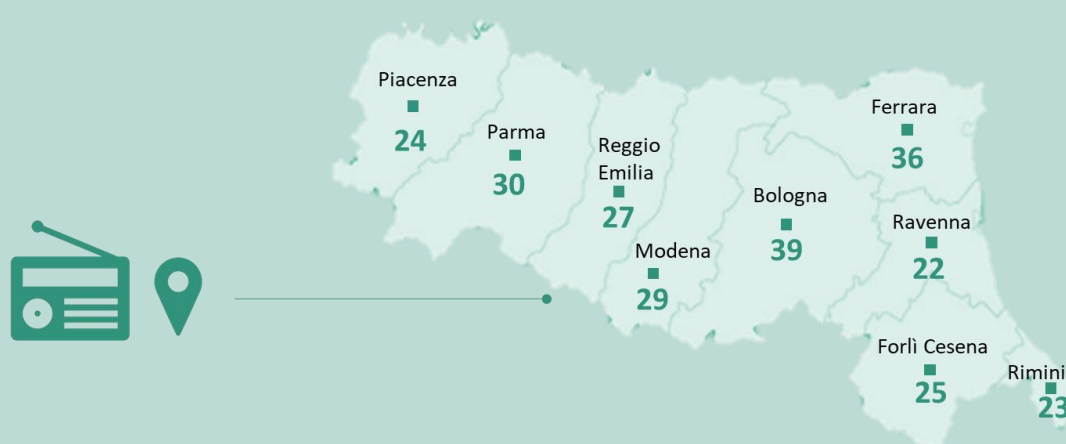 Piacenza
24
Parma
30
Reggio
Emilia
27
Modena
29
Bologna
39
Ferrara
36
Ravenna
22
Forlì Cesena
25
Rimini
23